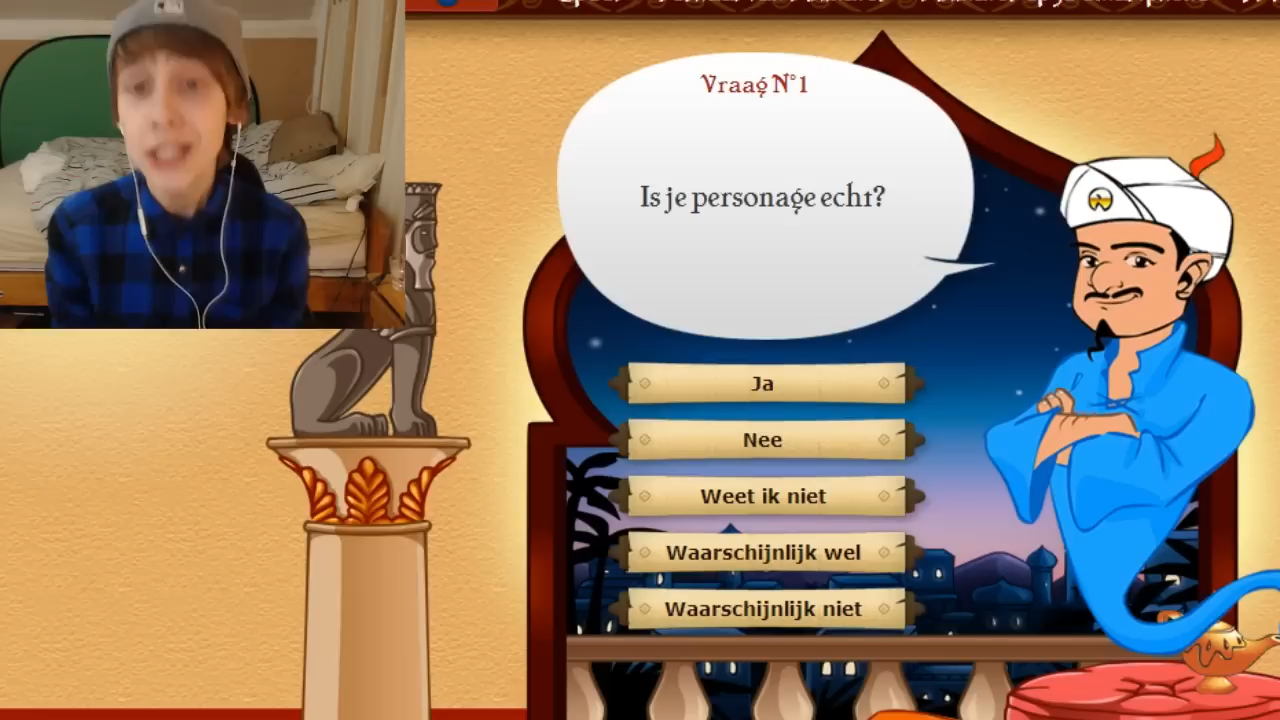 Vraag N°1
Is je personage echt?
Ja
Nee
Weet ik niet
Waarschijnlijk wel
Waarschijnlijk niet